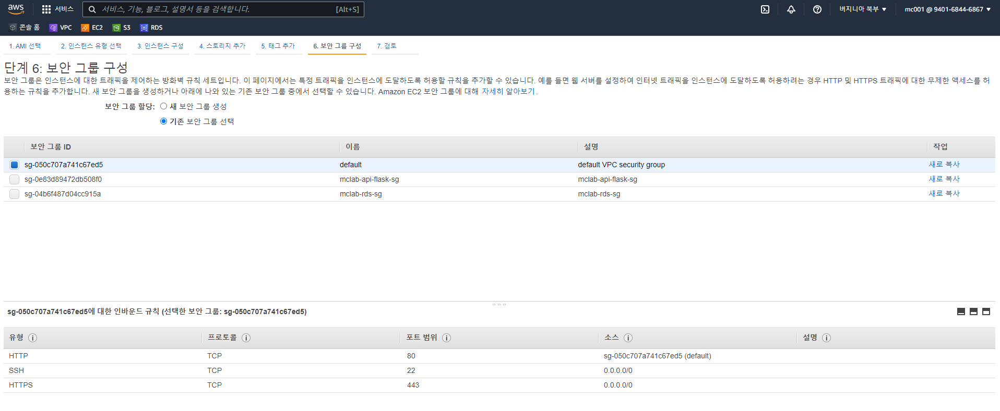 aws 서비스 서비스, 기능, 블로그, 설명서 등을 검색합니다. [Alt+S] 버지니아 북부 ▼ mc001 @ 9401-6844-6867 ▼
콘솔 홈 VPC EC2 S3 RDS
1. AMI 선택 2. 인스턴스 유형 선택 3. 인스턴스 구성 4. 스토리지 추가 5. 태그 추가 6. 보안 그룹 구성 7. 검토
단계 6: 보안 그룹 구성
보안 그룹은 인스턴스에 대한 트래픽을 제어하는 방화벽 규칙 세트입니다. 이 페이지에서는 특정 트래픽을 인스턴스에 도달하도록 허용할 규칙을 추가할 수 있습니다. 예를 들면 웹 서버를 설정하여 인터넷 트래픽을 인스턴스에 도달하도록 허용하려는 경우 HTTP 및 HTTPS 트래픽에 대한 무제한 액세스를 허
용하는 규칙을 추가합니다. 새 보안 그룹을 생성하거나 아래에 나와 있는 기존 보안 그룹 중에서 선택할 수 있습니다. Amazon EC2 보안 그룹에 대해 자세히 알아보기.
보안 그룹 할당: 새 보안 그룹 생성
기존 보안 그룹 선택
보안 그룹 ID 이름 설명 작업
sg-050c707a741c67ed5 default default VPC security group 새로 복사
sg-0e83d89472db508f0 mclab-api-flask-sg mclab-api-flask-sg 새로 복사
sg-04b6f487d04cc915a mclab-rds-sg mclab-rds-sg 새로 복사
sg-050c707a741c67ed5에 대한 인바운드 규칙 (선택한 보안 그룹: sg-050c707a741c67ed5)
유형 i 프로토콜 i 포트 범위 i 소스 i 설명 i
HTTP TCP 80 sg-050c707a741c67ed5 (default)
SSH TCP 22 0.0.0.0/0
HTTPS TCP 443 0.0.0.0/0